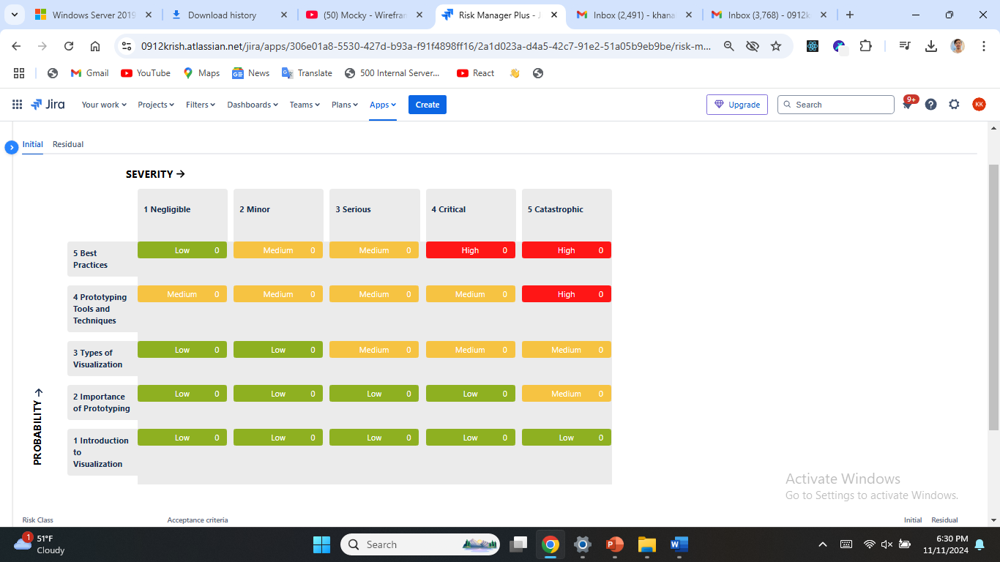 Windows Server 2019
Download history
(50) Mocky - Wirefran
Risk Manager Plus - J
Inbox (2,491) - khana
Inbox (3,768) - 0912k
0912krish.atlassian.net/jira/apps/306e01a8-5530-427d-b93a-f91f4898ff16/2a1d023a-d4a5-42c7-91e2-51a05b9eb9be/risk-m...
Gmail YouTube Maps News Translate 500 Internal Server... React
Jira Your work Projects Filters Dashboards Teams Plans Apps Create Upgrade Search 9+ KK
Initial Residual
SEVERITY →
1 Negligible 2 Minor 3 Serious 4 Critical 5 Catastrophic
5 Best
Practices
Low 0 Medium 0 Medium 0 High 0 High 0
4 Prototyping
Tools and
Techniques
Medium 0 Medium 0 Medium 0 Medium 0 High 0
3 Types of
Visualization
Low 0 Low 0 Medium 0 Medium 0 Medium 0
2 Importance
of Prototyping
Low 0 Low 0 Low 0 Low 0 Medium 0
1 Introduction
to
Visualization
Low 0 Low 0 Low 0 Low 0 Low 0
PROBABILITY →
Activate Windows
Go to Settings to activate Windows.
Risk Class Acceptance criteria Initial Residual
1
51°F
Cloudy
Search
6:30 PM
11/11/2024